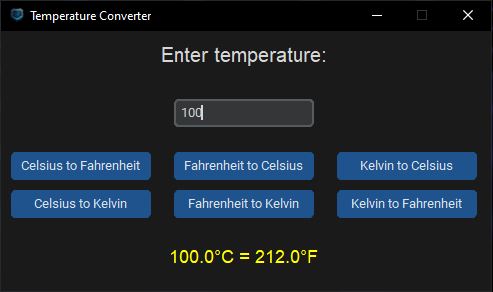 Temperature Converter
Enter temperature:
100
Celsius to Fahrenheit Fahrenheit to Celsius Kelvin to Celsius
Celsius to Kelvin Fahrenheit to Kelvin Kelvin to Fahrenheit
100.0°C = 212.0°F